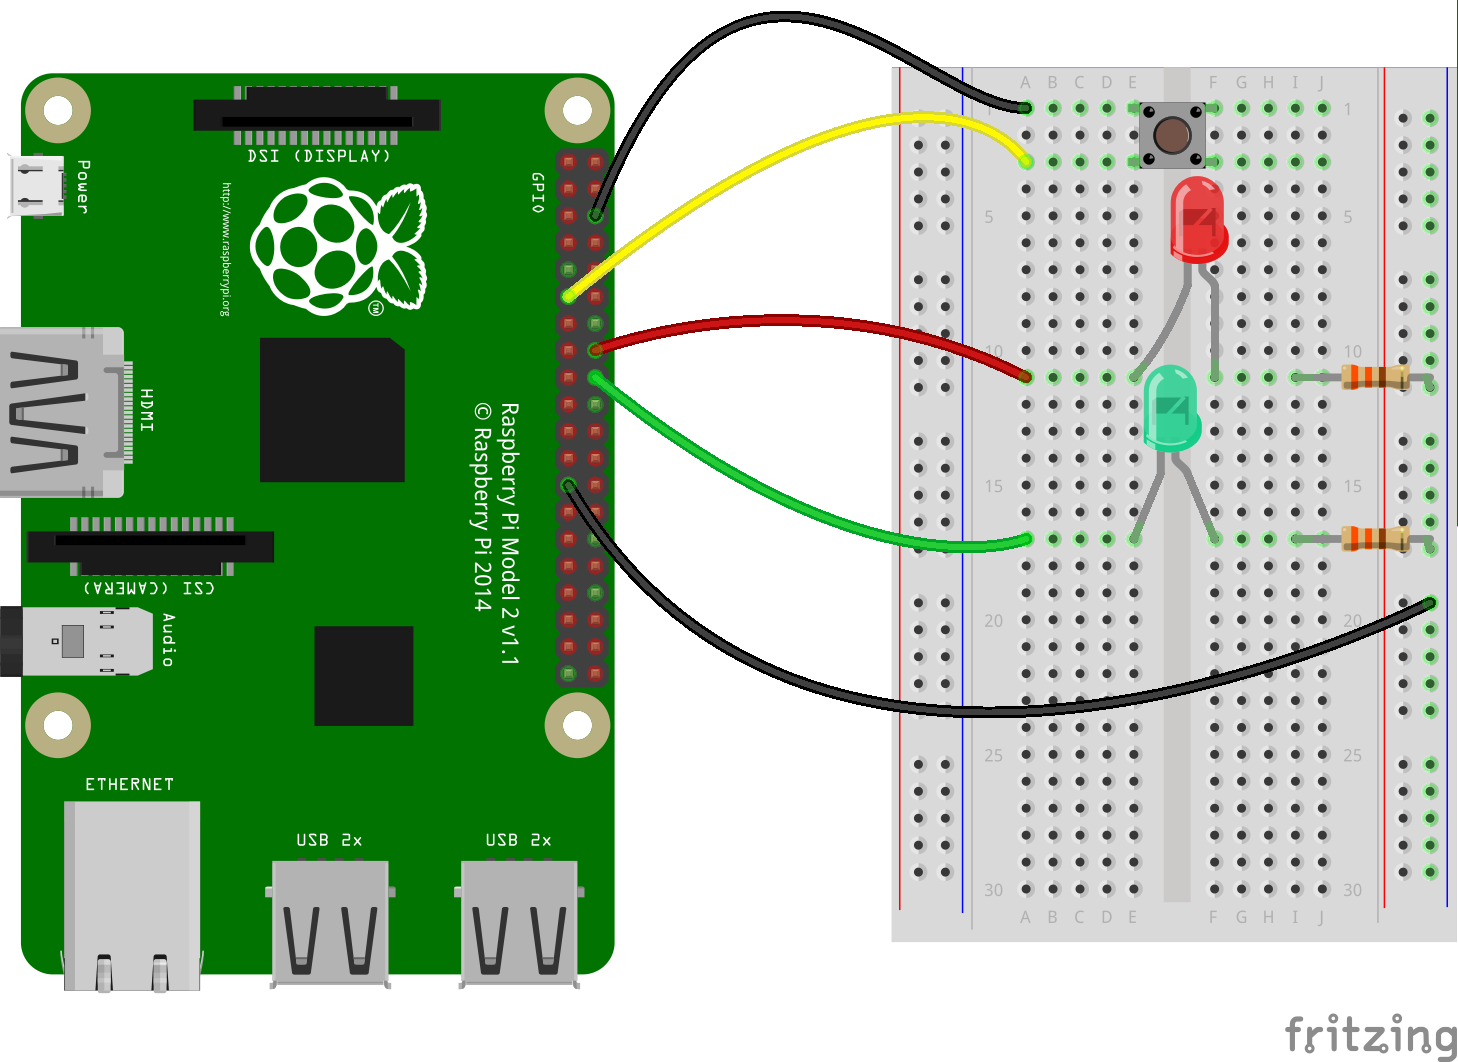 DSI (DISPLAY)
Power
http://www.raspberrypi.org
GPIO
TM
HDMI
Raspberry Pi Model 2 v1.1
© Raspberry Pi 2014
CSI (CAMERA)
Audio
ETHERNET
USB 2x
USB 2x
A B C D E F G H I J
1
5 5
10 10
15 15
20 20
25 25
30 30
A B C D E F G H I J
fritzing